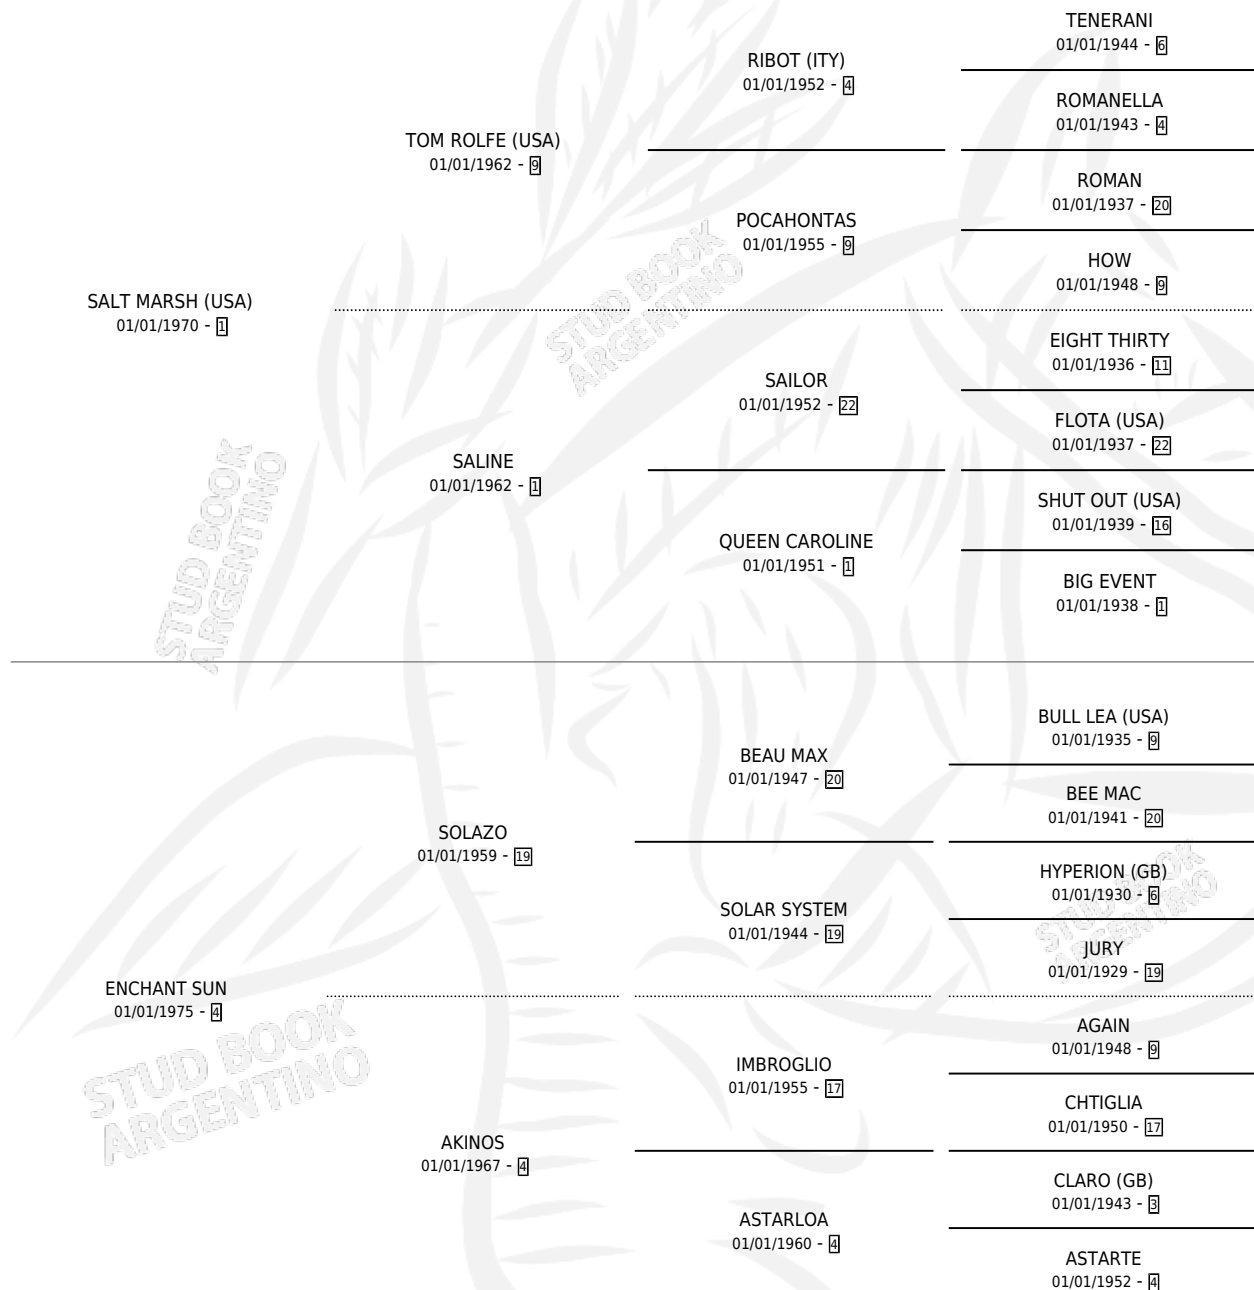 TENERANI
01/01/1944 - 6
RIBOT (ITY)
01/01/1952 - 4
ROMANELLA
01/01/1943 - 4
TOM ROLFE (USA)
01/01/1962 - 9
ROMAN
01/01/1937 - 20
POCAHONTAS
01/01/1955 - 9
HOW
01/01/1948 - 9
SALT MARSH (USA)
01/01/1970 - 1
STUD BOOK
ARGENTINO
EIGHT THIRTY
01/01/1936 - 11
SAILOR
01/01/1952 - 22
FLOTA (USA)
01/01/1937 - 22
SALINE
01/01/1962 - 1
SHUT OUT (USA)
01/01/1939 - 16
QUEEN CAROLINE
01/01/1951 - 1
BIG EVENT
01/01/1938 - 1
STUD BOOK
ARGENTINO
BULL LEA (USA)
01/01/1935 - 9
BEAU MAX
01/01/1947 - 20
BEE MAC
01/01/1941 - 20
SOLAZO
01/01/1959 - 19
HYPERION (GB)
01/01/1930 - 6
SOLAR SYSTEM
01/01/1944 - 19
STUD BOOK
ARGENTINO
JURY
01/01/1929 - 19
ENCHANT SUN
01/01/1975 - 4
AGAIN
01/01/1948 - 9
IMBROGLIO
01/01/1955 - 17
STUD BOOK
ARGENTINO
CHTIGLIA
01/01/1950 - 17
AKINOS
01/01/1967 - 4
CLARO (GB)
01/01/1943 - 3
ASTARLOA
01/01/1960 - 4
ASTARTE
01/01/1952 - 4